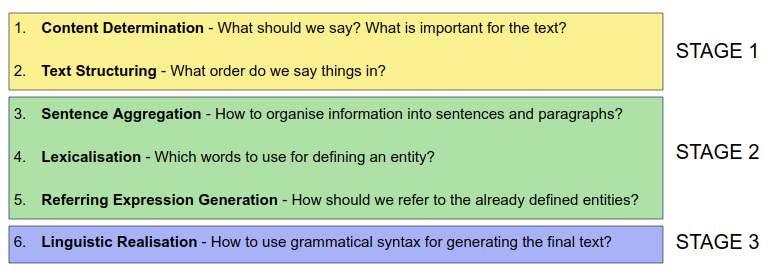 1. Content Determination - What should we say? What is important for the text?
2. Text Structuring - What order do we say things in?
STAGE 1
3. Sentence Aggregation - How to organise information into sentences and paragraphs?
4. Lexicalisation - Which words to use for defining an entity?
5. Referring Expression Generation - How should we refer to the already defined entities?
STAGE 2
6. Linguistic Realisation - How to use grammatical syntax for generating the final text?
STAGE 3